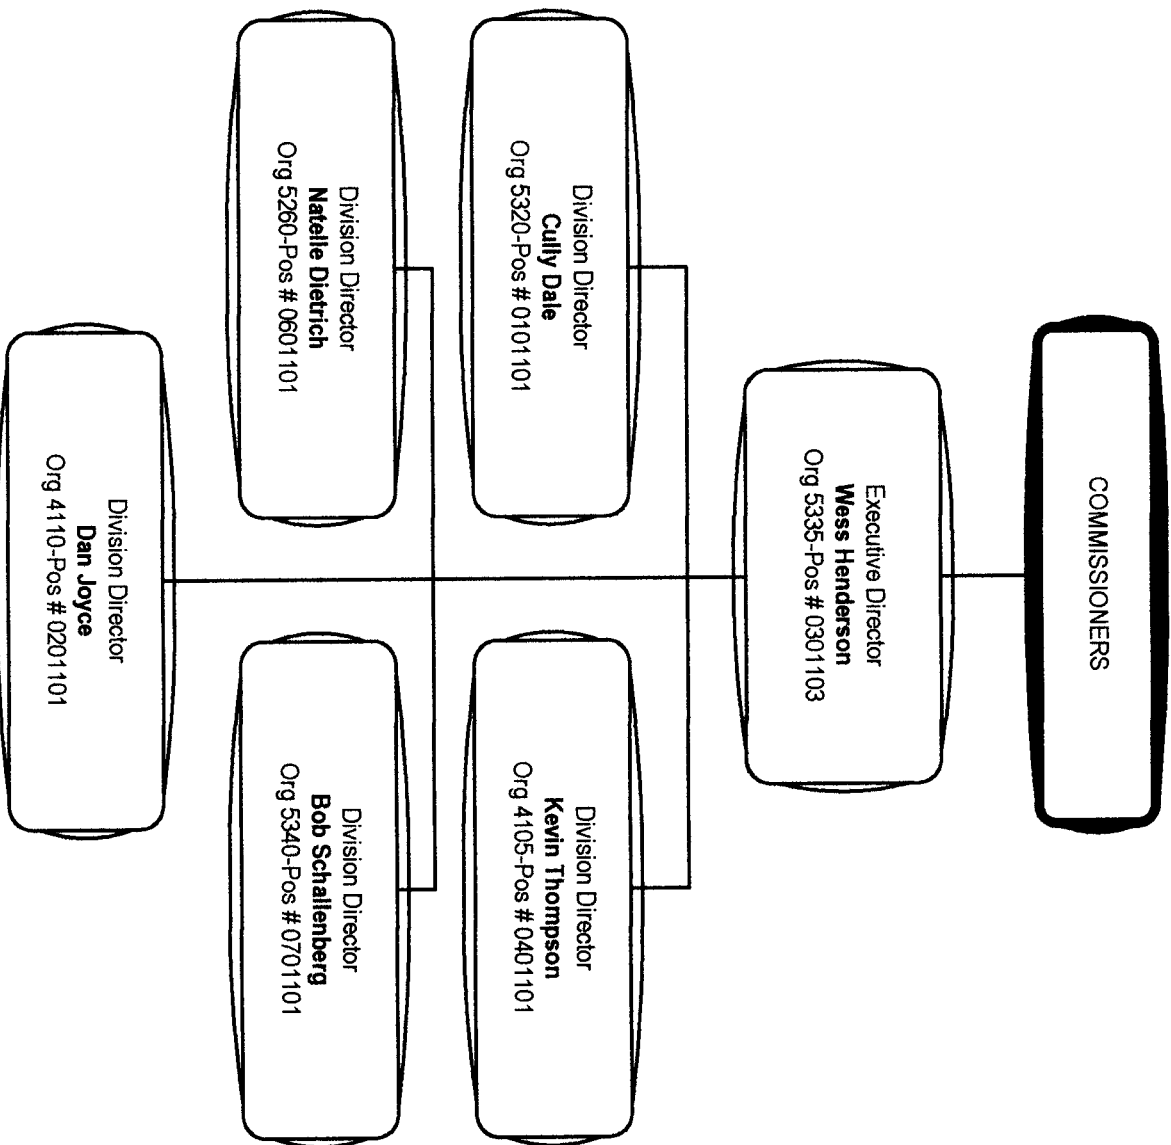 COMMISSIONERS
Executive Director
Wess Henderson
Org 5335-Pos # 0301103
Division Director
Cully Dale
Org 5320-Pos # 0101101
Division Director
Kevin Thompson
Org 4105-Pos # 0401101
Division Director
Natelle Dietrich
Org 5260-Pos # 0601101
Division Director
Bob Schallenberg
Org 5340-Pos # 0701101
Division Director
Dan Joyce
Org 4110-Pos # 0201101